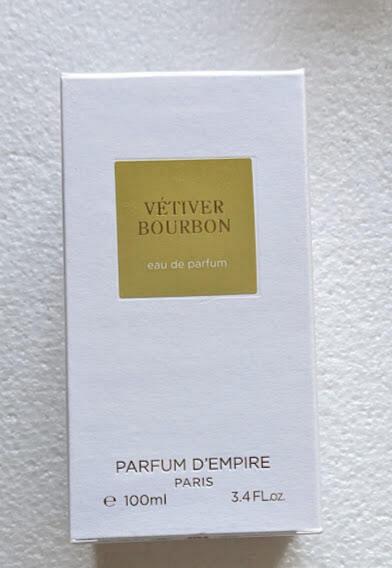 VÉTIVER
BOURBON
eau de parfum
PARFUM D'EMPIRE
PARIS
℮ 100ml 3.4 FL.oz.